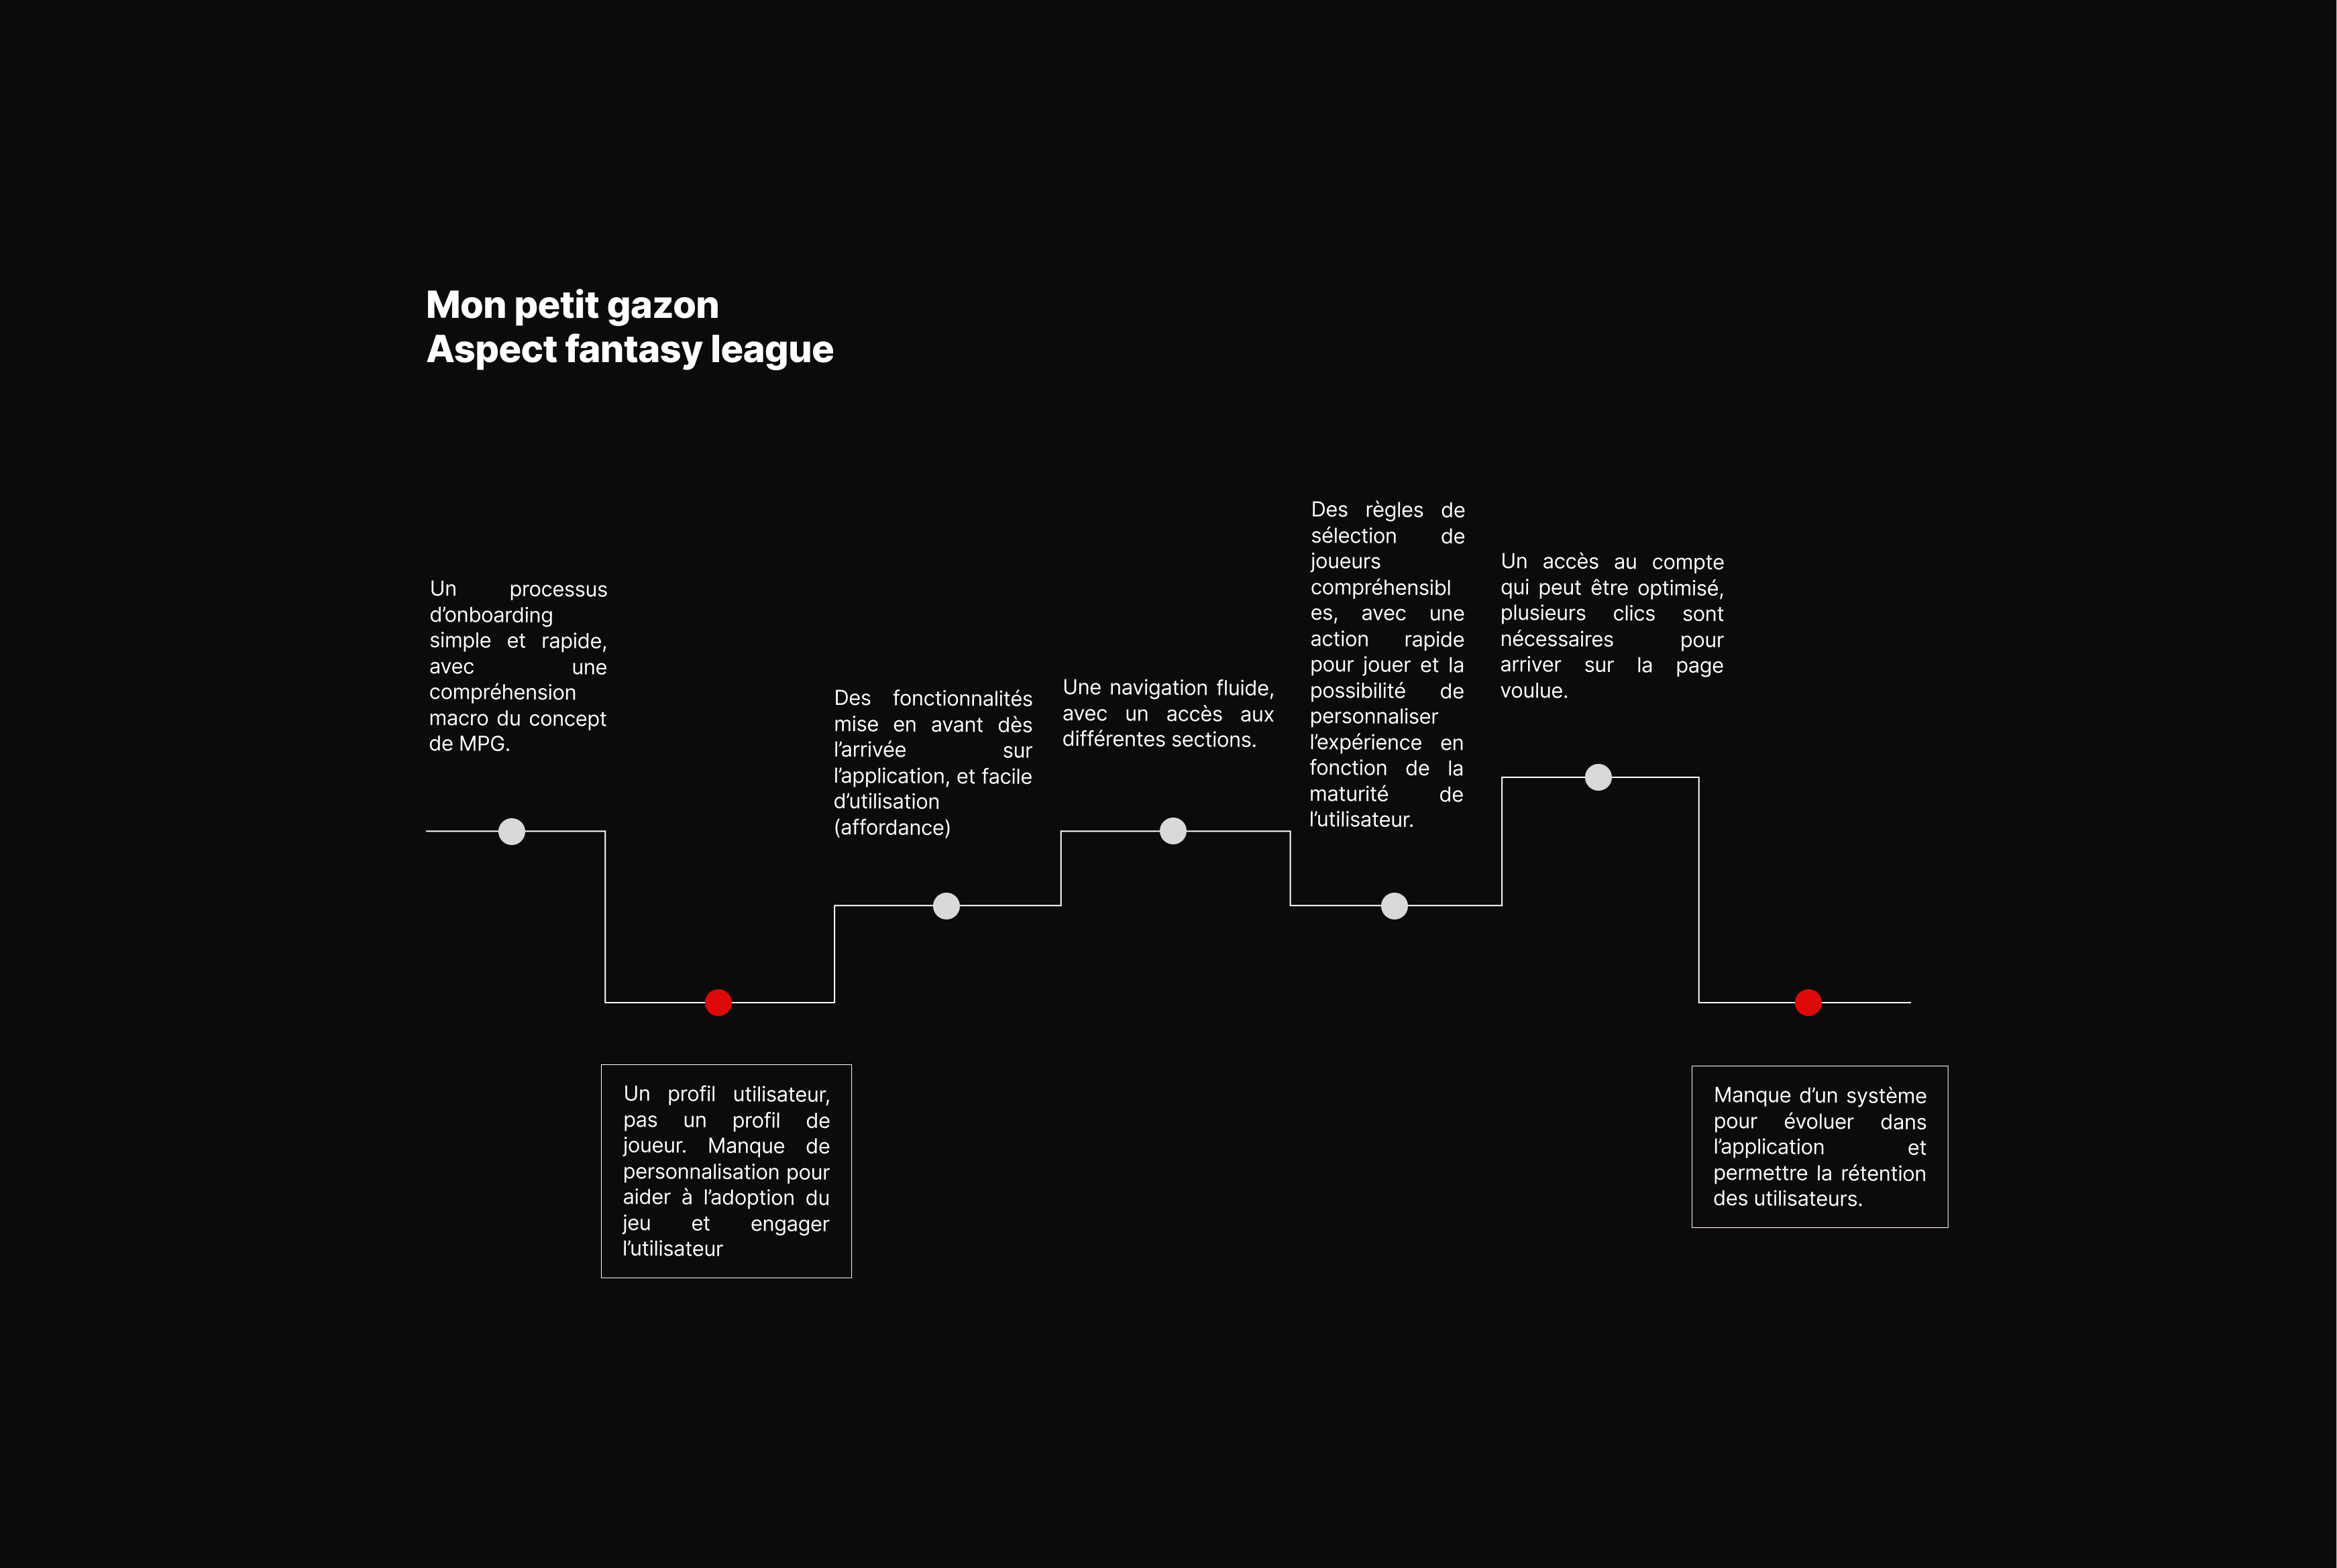 Mon petit gazon
Aspect fantasy league
Un processus
d’onboarding
simple et rapide,
avec une
compréhension
macro du concept
de MPG.
Un profil utilisateur,
pas un profil de
joueur. Manque de
personnalisation pour
aider à l’adoption du
jeu et engager
l’utilisateur
Des fonctionnalités
mise en avant dès
l’arrivée sur
l’application, et facile
d’utilisation
(affordance)
Une navigation fluide,
avec un accès aux
différentes sections.
Des règles de
sélection de
joueurs
compréhensibl
es, avec une
action rapide
pour jouer et la
possibilité de
personnaliser
l’expérience en
fonction de la
maturité de
l’utilisateur.
Un accès au compte
qui peut être optimisé,
plusieurs clics sont
nécessaires pour
arriver sur la page
voulue.
Manque d’un système
pour évoluer dans
l’application et
permettre la rétention
des utilisateurs.